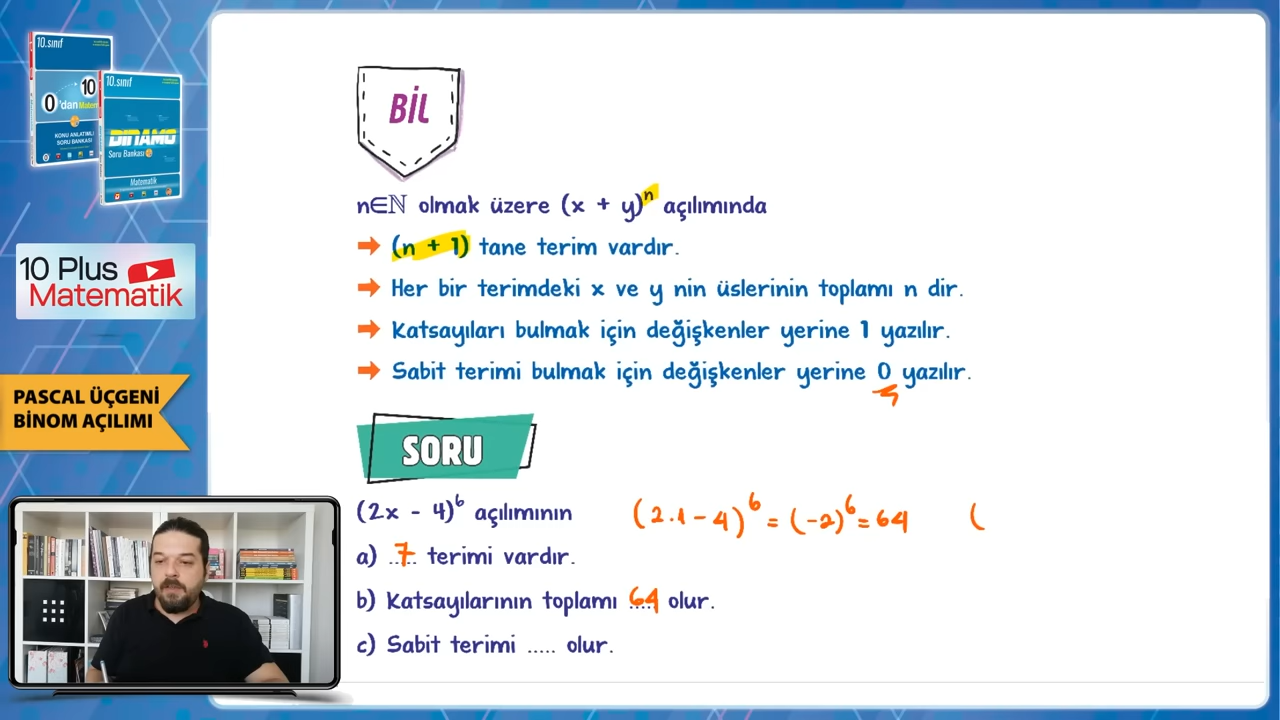 10.sınıf
10
0'dan
KONU ANLATIMLI
SORU BANKASI
10.sınıf
DINAMO
Soru Bankası
Matematik
10 Plus
Matematik
PASCAL ÜÇGENİ
BİNOM AÇILIMI
BİL
n∈ℕ olmak üzere (x + y)ⁿ açılımında
➡ (n + 1) tane terim vardır.
➡ Her bir terimdeki x ve y nin üslerinin toplamı n dir.
➡ Katsayıları bulmak için değişkenler yerine 1 yazılır.
➡ Sabit terimi bulmak için değişkenler yerine 0 yazılır.
SORU
(2x - 4)⁶ açılımının (2.1 - 4)⁶ = (-2)⁶ = 64 (
a) ..7.. terimi vardır.
b) Katsayılarının toplamı 64 olur.
c) Sabit terimi ..... olur.